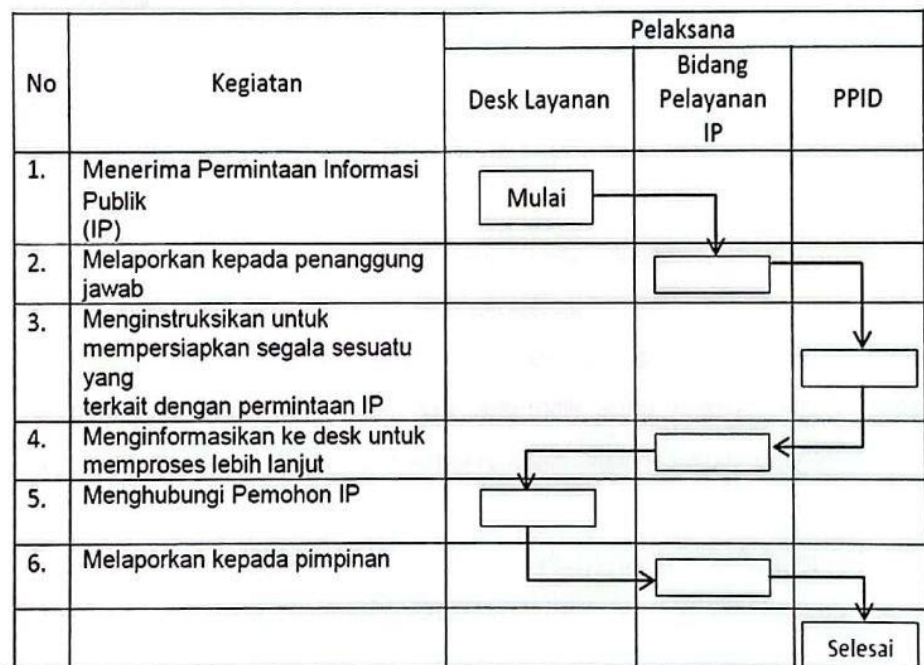 No
Kegiatan
Pelaksana
Desk Layanan
Bidang
Pelayanan
IP
PPID
1.
Menerima Permintaan Informasi
Publik
(IP)
Mulai
2.
Melaporkan kepada penanggung
jawab
3.
Menginstruksikan untuk
mempersiapkan segala sesuatu
yang
terkait dengan permintaan IP
4.
Menginformasikan ke desk untuk
memproses lebih lanjut
5.
Menghubungi Pemohon IP
6.
Melaporkan kepada pimpinan
Selesai